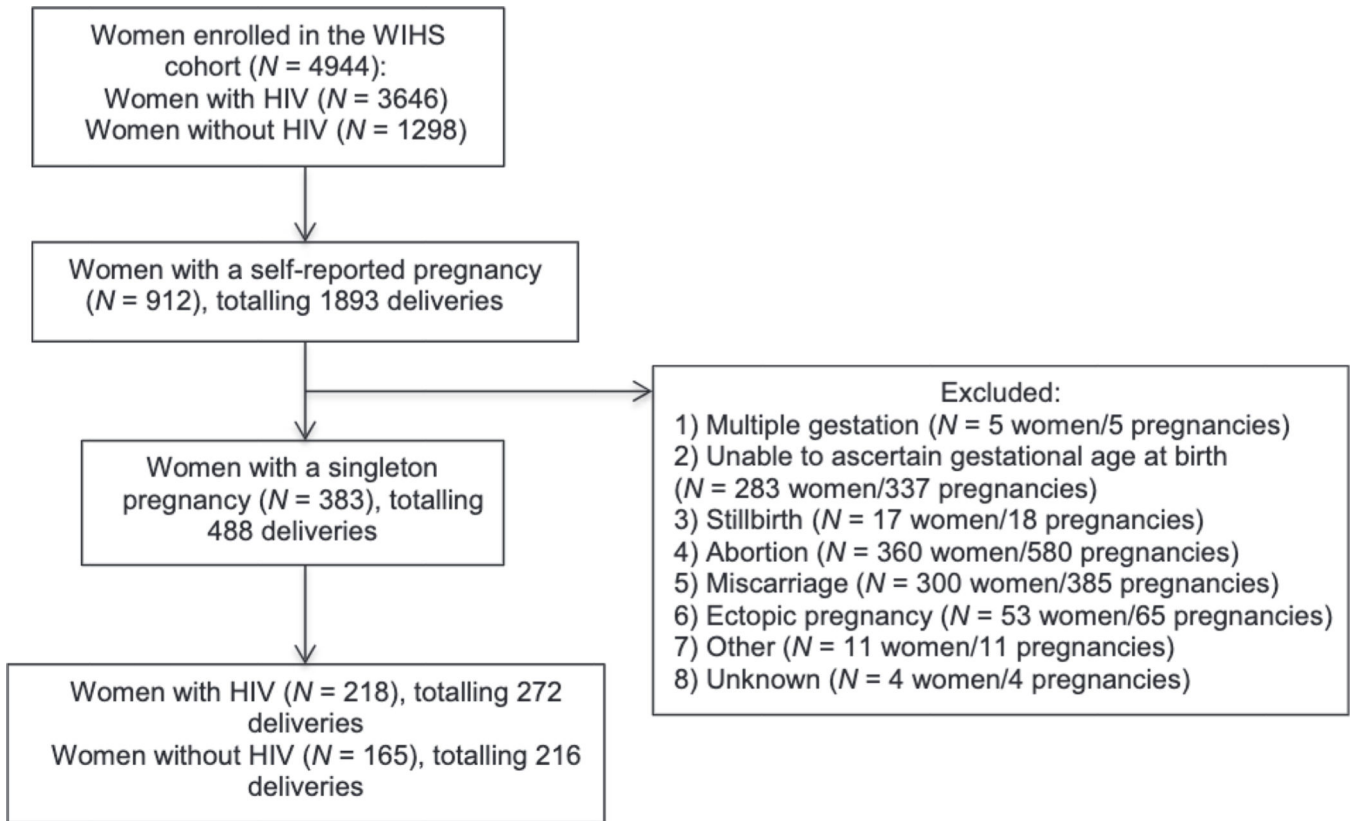 Women enrolled in the WIHS
cohort (N = 4944):
Women with HIV (N = 3646)
Women without HIV (N = 1298)
Women with a self-reported pregnancy
(N = 912), totalling 1893 deliveries
Excluded:
1) Multiple gestation (N = 5 women/5 pregnancies)
2) Unable to ascertain gestational age at birth
(N = 283 women/337 pregnancies)
3) Stillbirth (N = 17 women/18 pregnancies)
4) Abortion (N = 360 women/580 pregnancies)
5) Miscarriage (N = 300 women/385 pregnancies)
6) Ectopic pregnancy (N = 53 women/65 pregnancies)
7) Other (N = 11 women/11 pregnancies)
8) Unknown (N = 4 women/4 pregnancies)
Women with a singleton
pregnancy (N = 383), totalling
488 deliveries
Women with HIV (N = 218), totalling 272
deliveries
Women without HIV (N = 165), totalling 216
deliveries